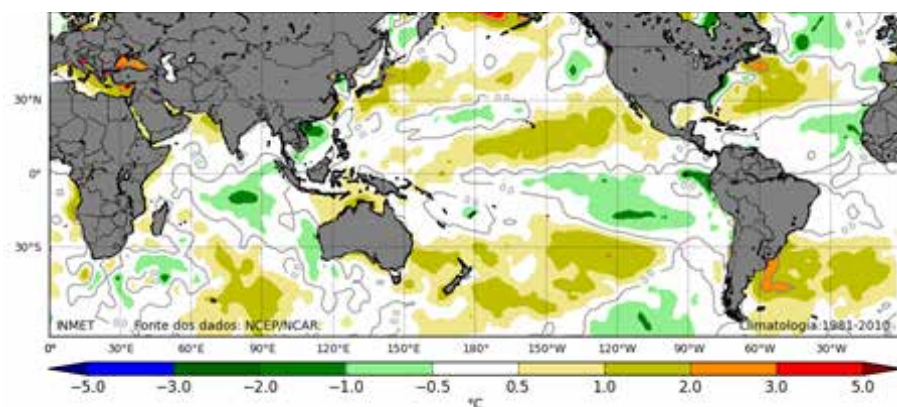 30°N
0°
30°S
INMET Fonte dos dados: NCEP/NCAR. Climatologia:1981-2010
0° 30°E 60°E 90°E 120°E 150°E 180° 150°W 120°W 90°W 60°W 30°W
−5.0 −3.0 −2.0 −1.0 −0.5 0.5 1.0 2.0 3.0 5.0
°C